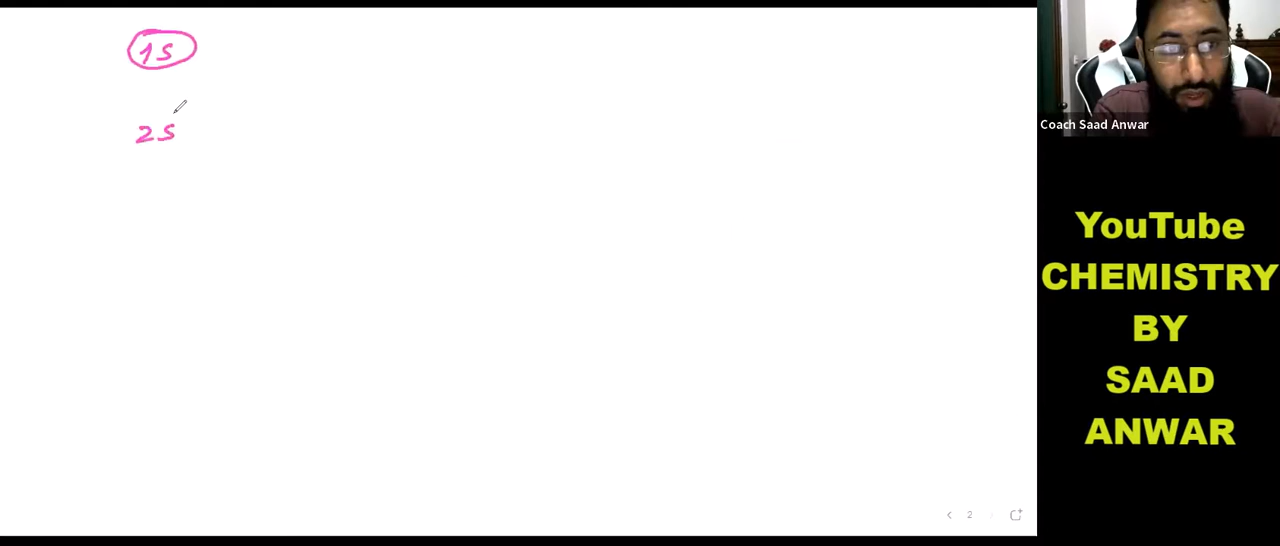 1s
2s
Coach Saad Anwar
YouTube
CHEMISTRY
BY
SAAD
ANWAR
2